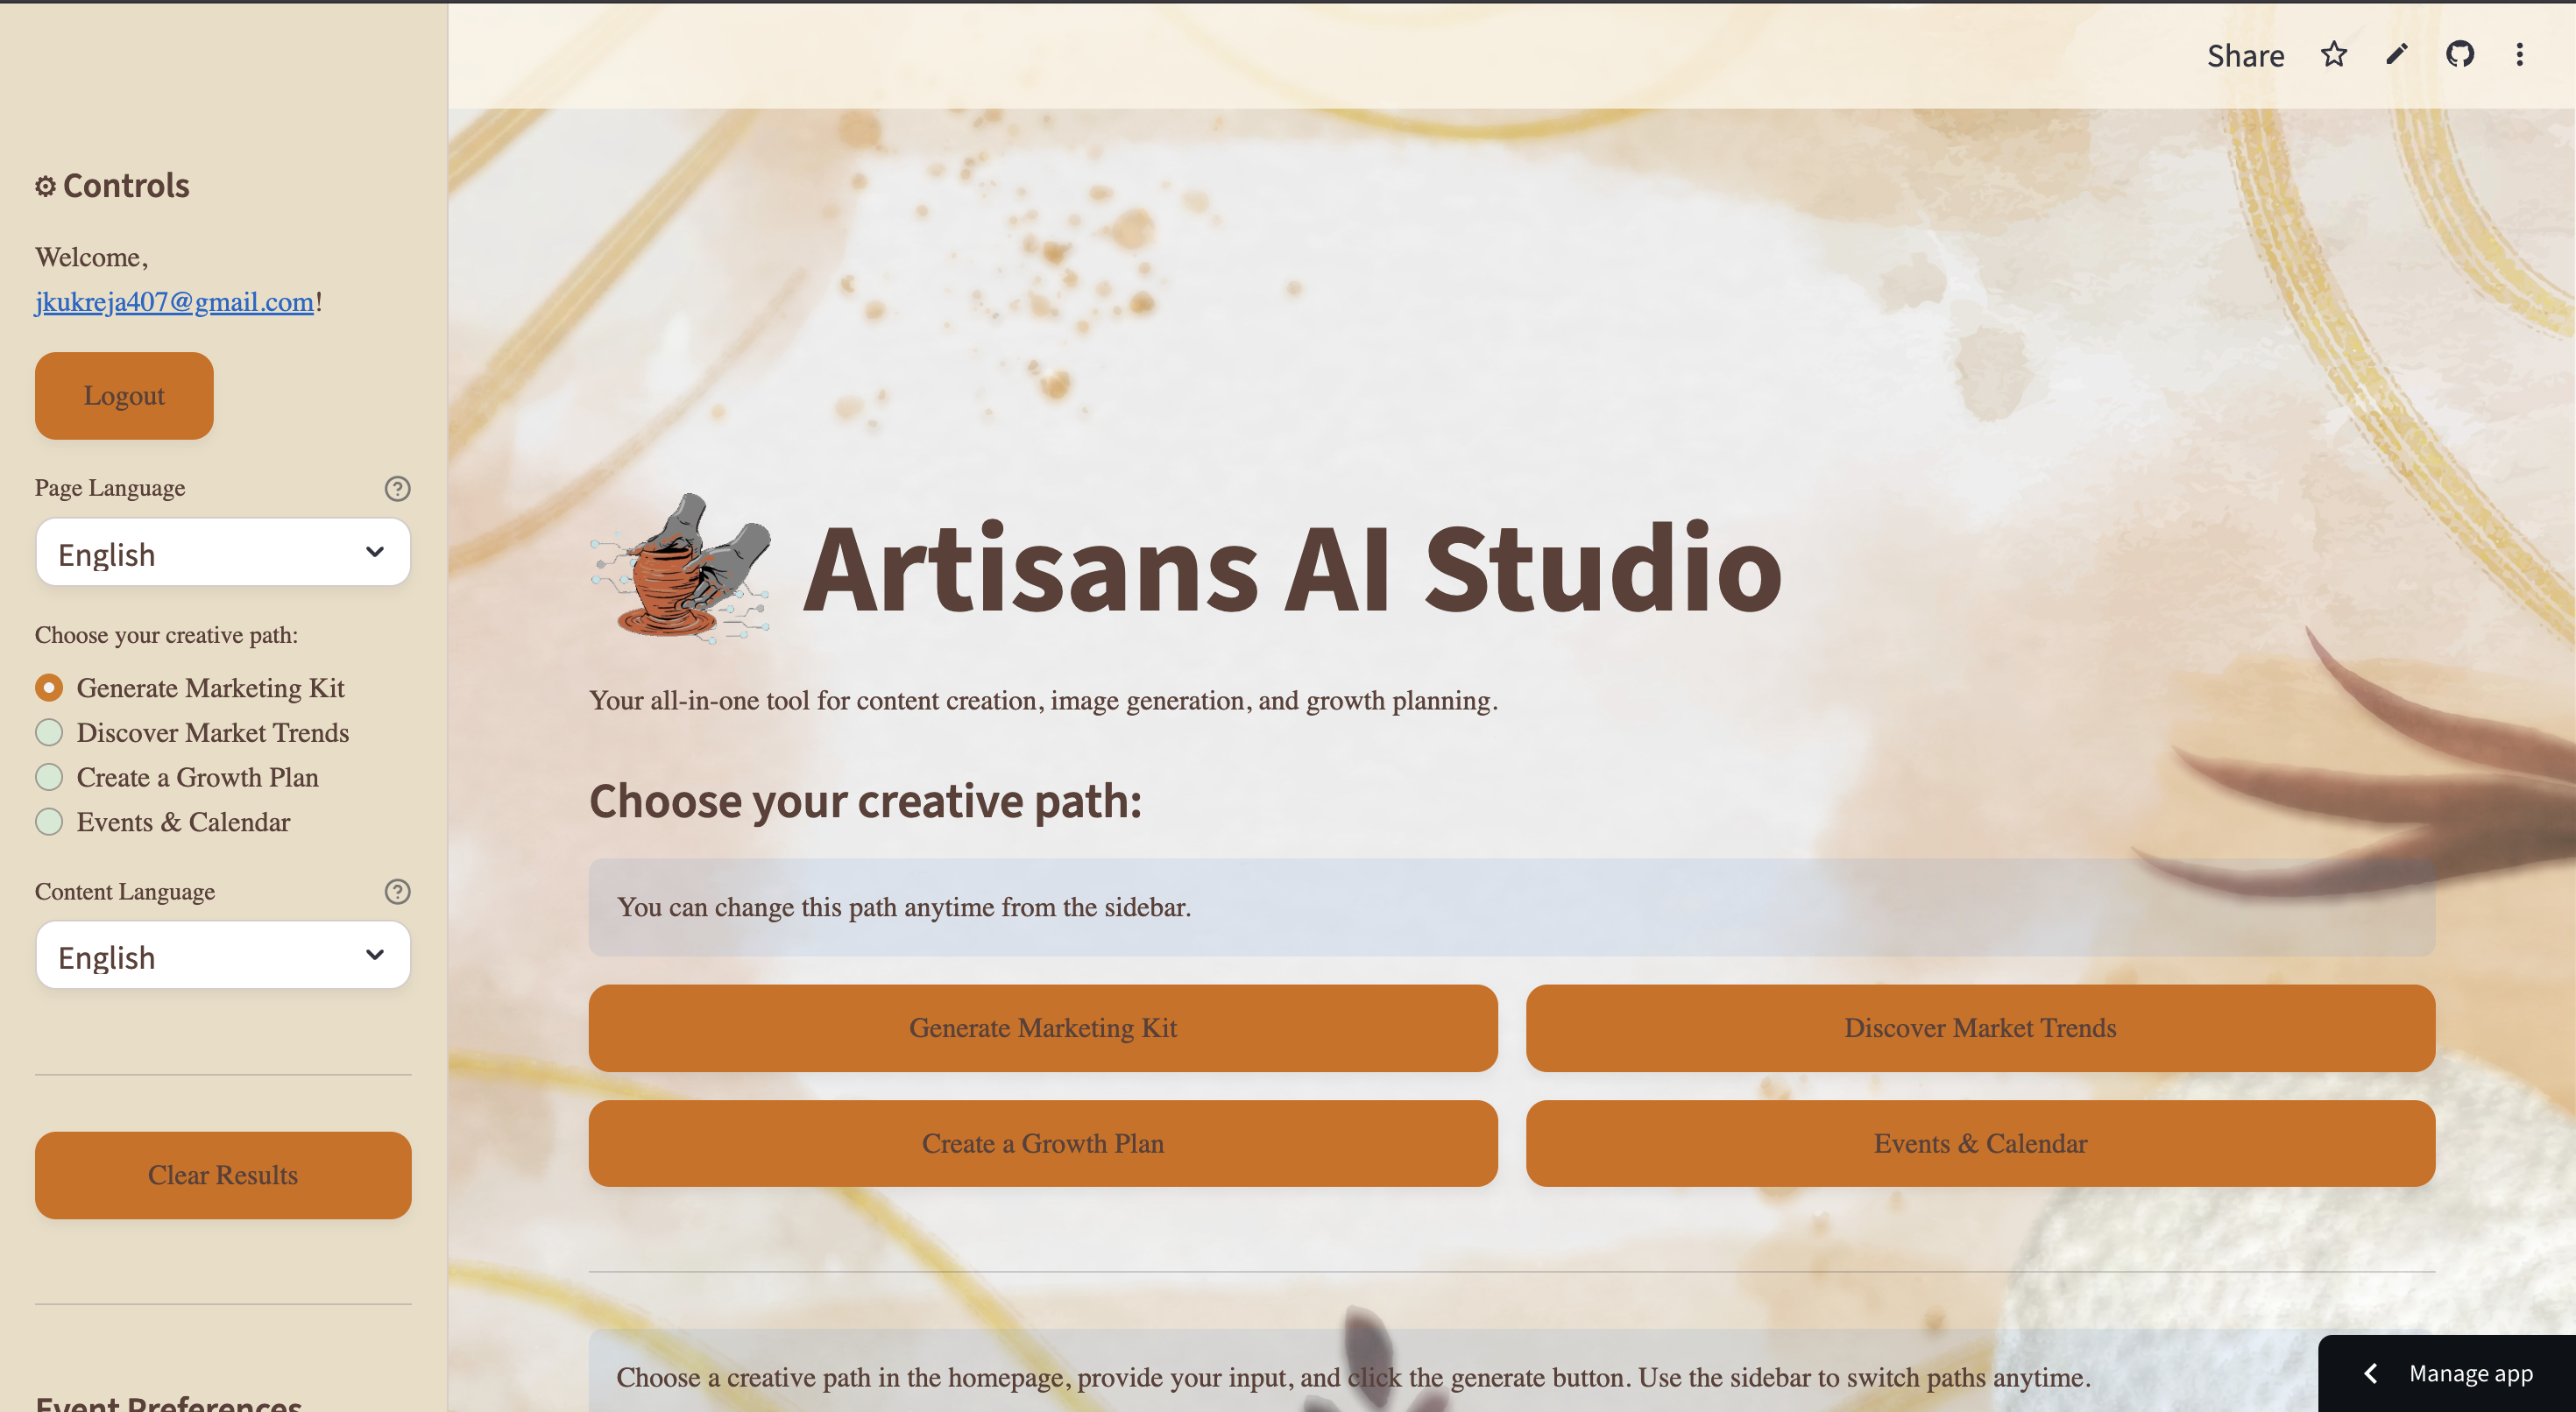 Share
Controls
Welcome,
jkukreja407@gmail.com!
Logout
Page Language
English
Choose your creative path:
Generate Marketing Kit
Discover Market Trends
Create a Growth Plan
Events & Calendar
Content Language
English
Clear Results
Event Preferences
Artisans AI Studio
Your all-in-one tool for content creation, image generation, and growth planning.
Choose your creative path:
You can change this path anytime from the sidebar.
Generate Marketing Kit
Discover Market Trends
Create a Growth Plan
Events & Calendar
Choose a creative path in the homepage, provide your input, and click the generate button. Use the sidebar to switch paths anytime.
Manage app